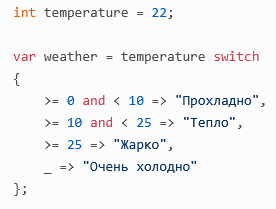 int temperature = 22;
var weather = temperature switch
{
    >= 0 and < 10 => "Прохладно",
    >= 10 and < 25 => "Тепло",
    >= 25 => "Жарко",
    _ => "Очень холодно"
};